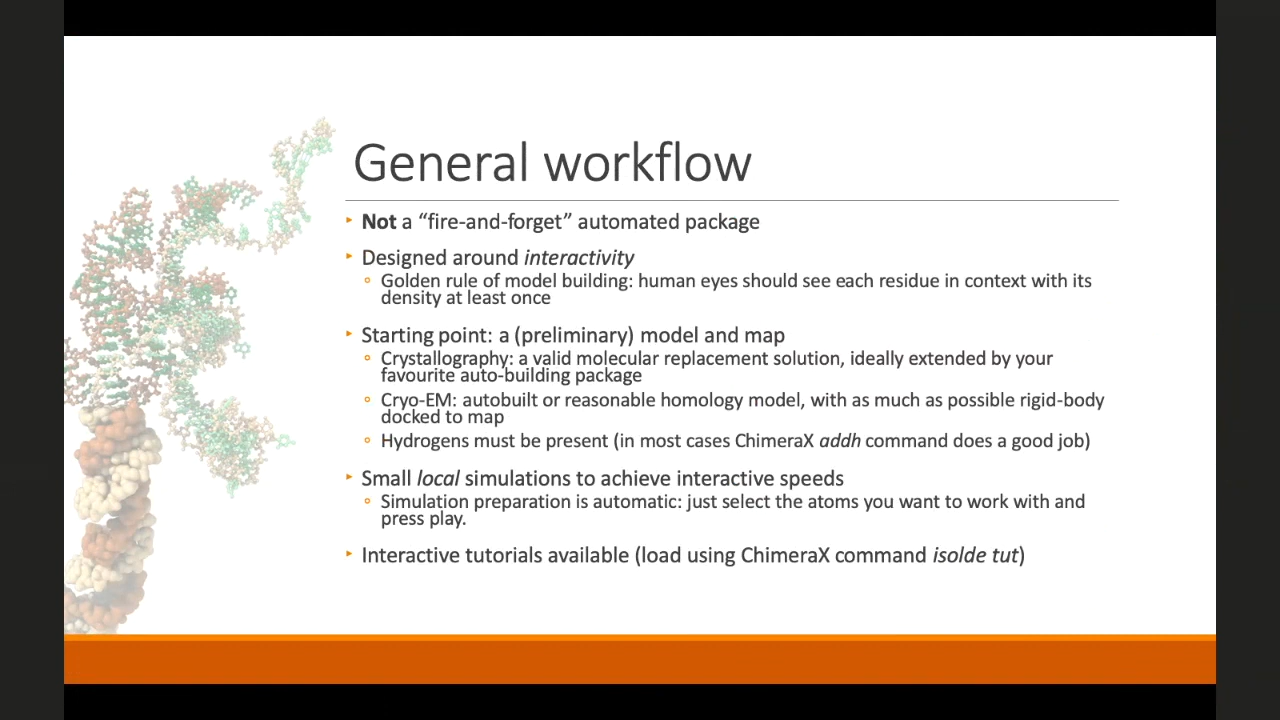 General workflow
Not a “fire-and-forget” automated package
Designed around interactivity
Golden rule of model building: human eyes should see each residue in context with its
density at least once
Starting point: a (preliminary) model and map
Crystallography: a valid molecular replacement solution, ideally extended by your
favourite auto-building package
Cryo-EM: autobuilt or reasonable homology model, with as much as possible rigid-body
docked to map
Hydrogens must be present (in most cases ChimeraX addh command does a good job)
Small local simulations to achieve interactive speeds
Simulation preparation is automatic: just select the atoms you want to work with and
press play.
Interactive tutorials available (load using ChimeraX command isolde tut)